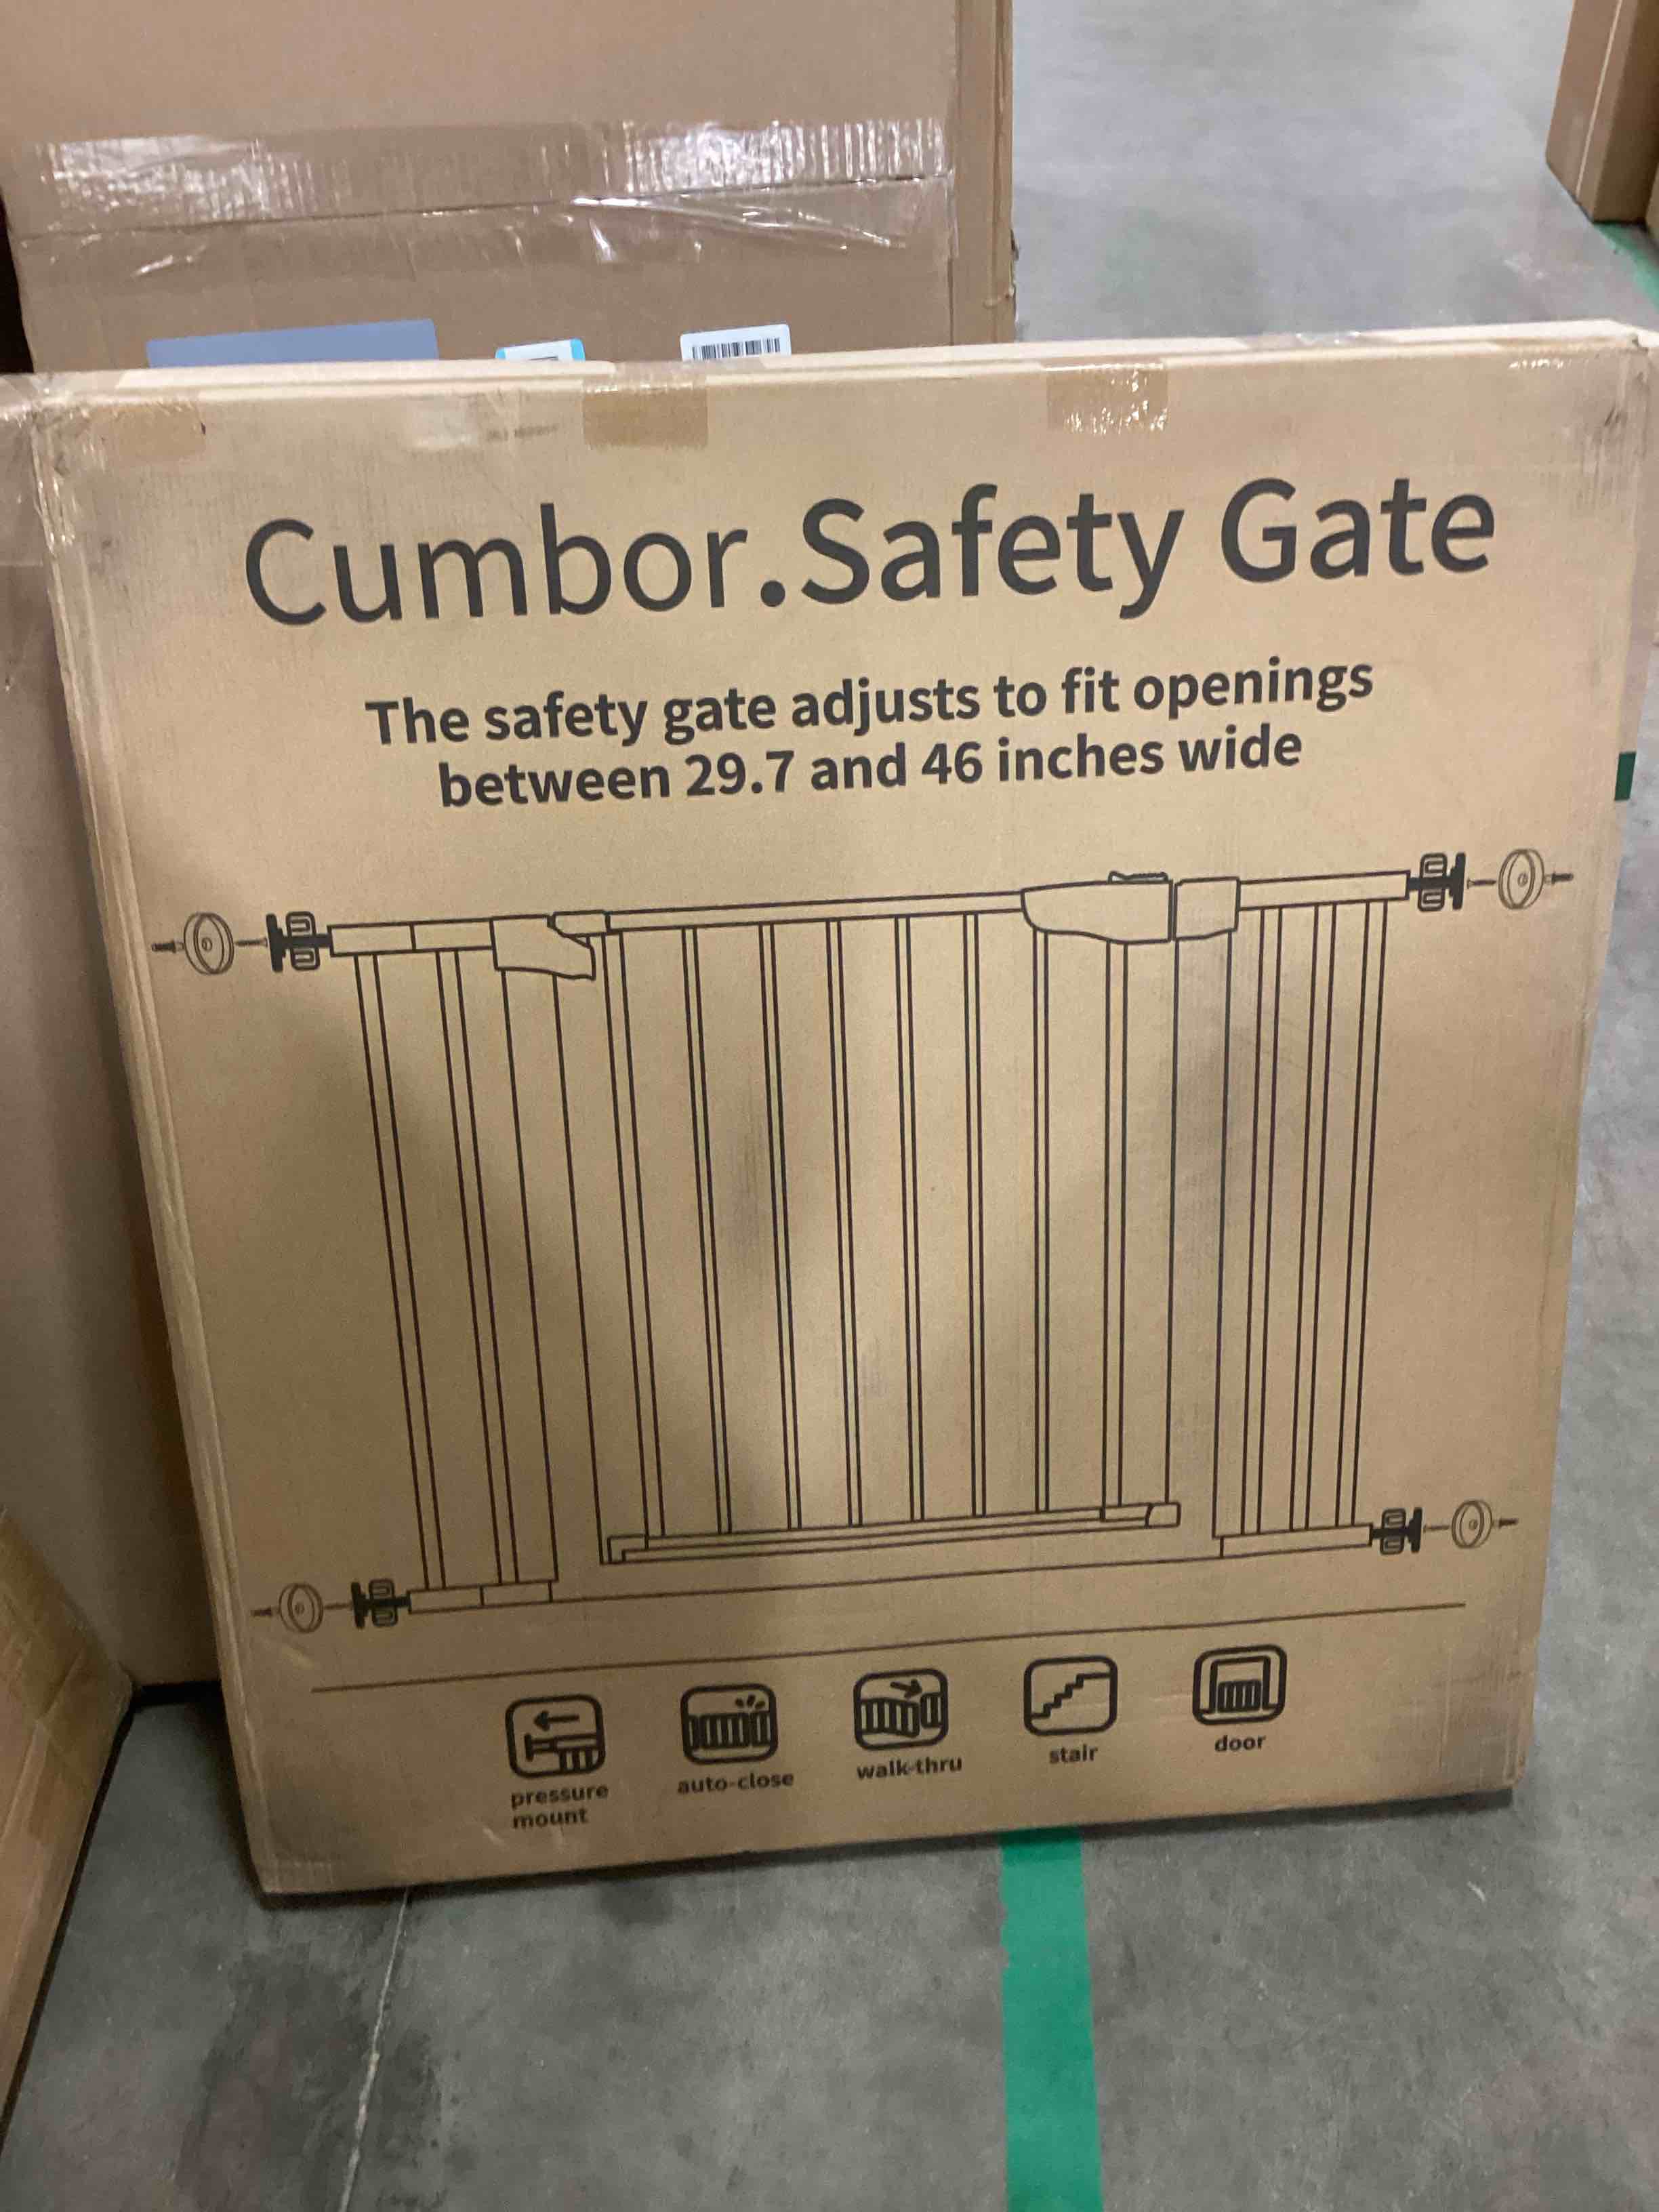 Cumbor.Safety Gate
The safety gate adjusts to fit openings
between 29.7 and 46 inches wide
pressure
mount
auto-close
walk-thru
stair
door